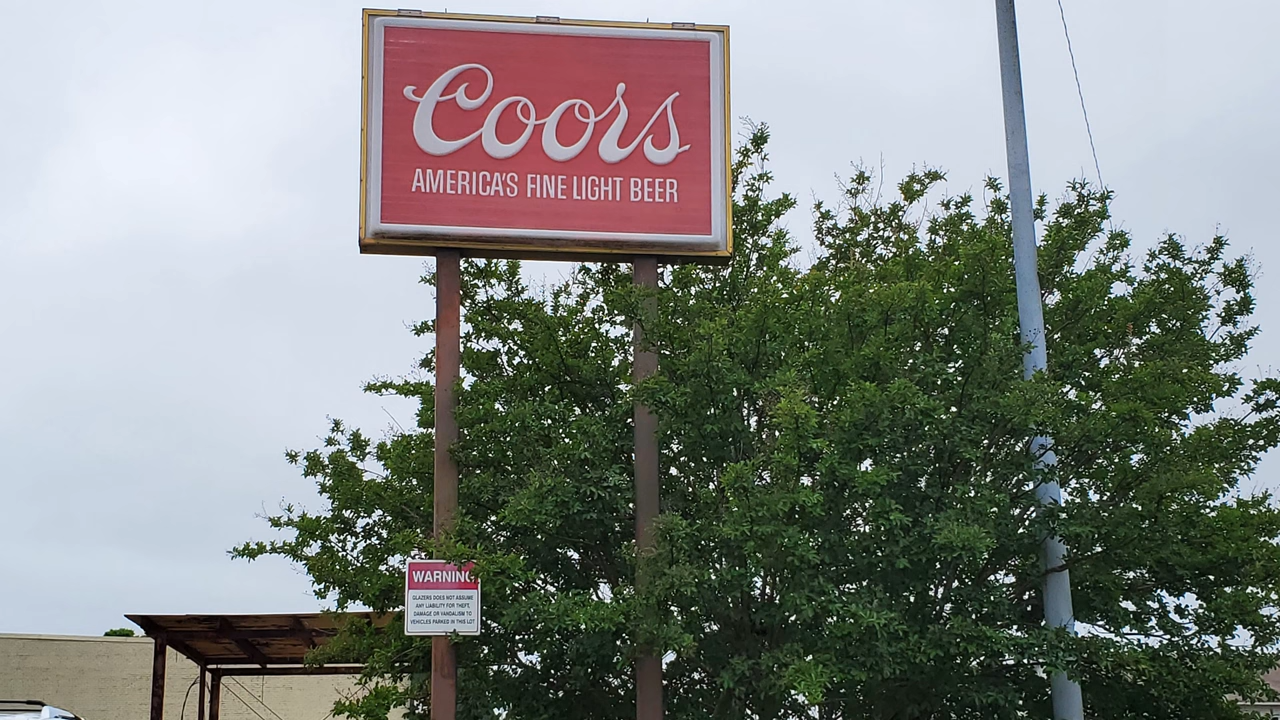 Coors
AMERICA'S FINE LIGHT BEER
WARNING
GLAZERS DOES NOT ASSUME
ANY LIABILITY FOR THEFT,
DAMAGE OR VANDALISM TO
VEHICLES PARKED IN THIS LOT